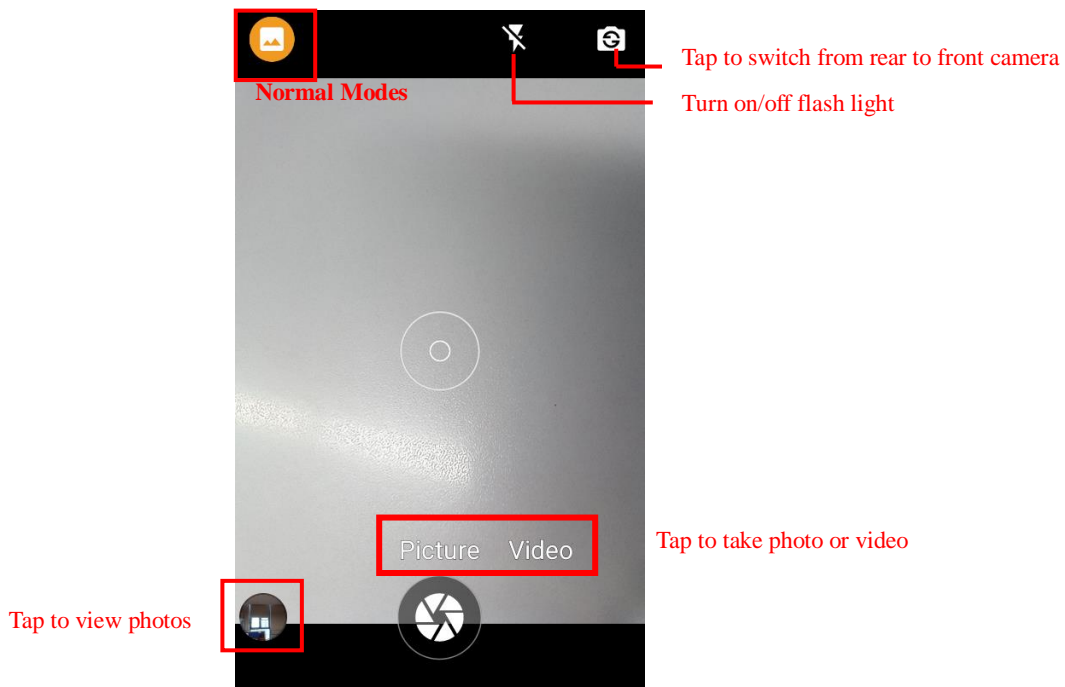 Tap to switch from rear to front camera
Normal Modes
Turn on/off flash light
Picture Video
Tap to take photo or video
Tap to view photos